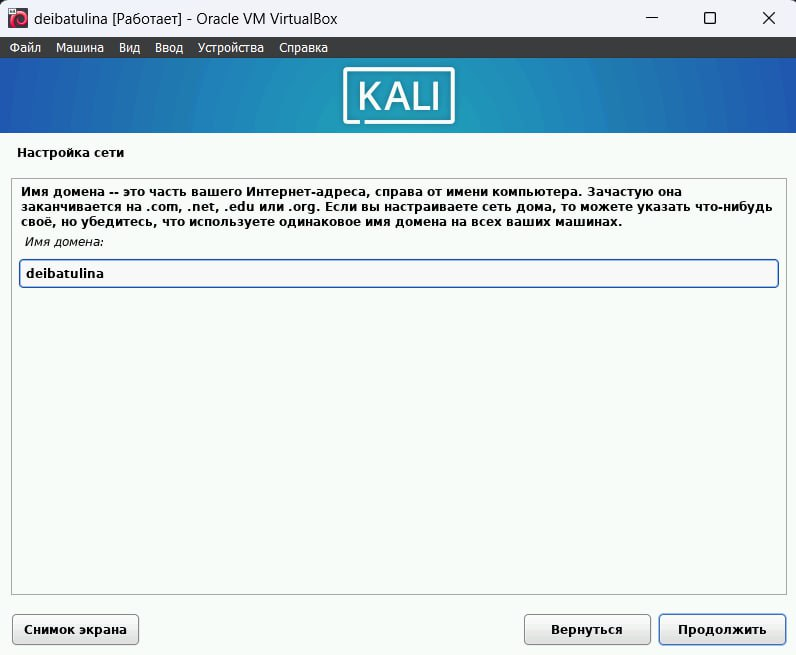 deibatulina [Работает] - Oracle VM VirtualBox
Файл Машина Вид Ввод Устройства Справка
KALI
Настройка сети
Имя домена -- это часть вашего Интернет-адреса, справа от имени компьютера. Зачастую она
заканчивается на .com, .net, .edu или .org. Если вы настраиваете сеть дома, то можете указать что-нибудь
своё, но убедитесь, что используете одинаковое имя домена на всех ваших машинах.
Имя домена:
deibatulina
Снимок экрана Вернуться Продолжить